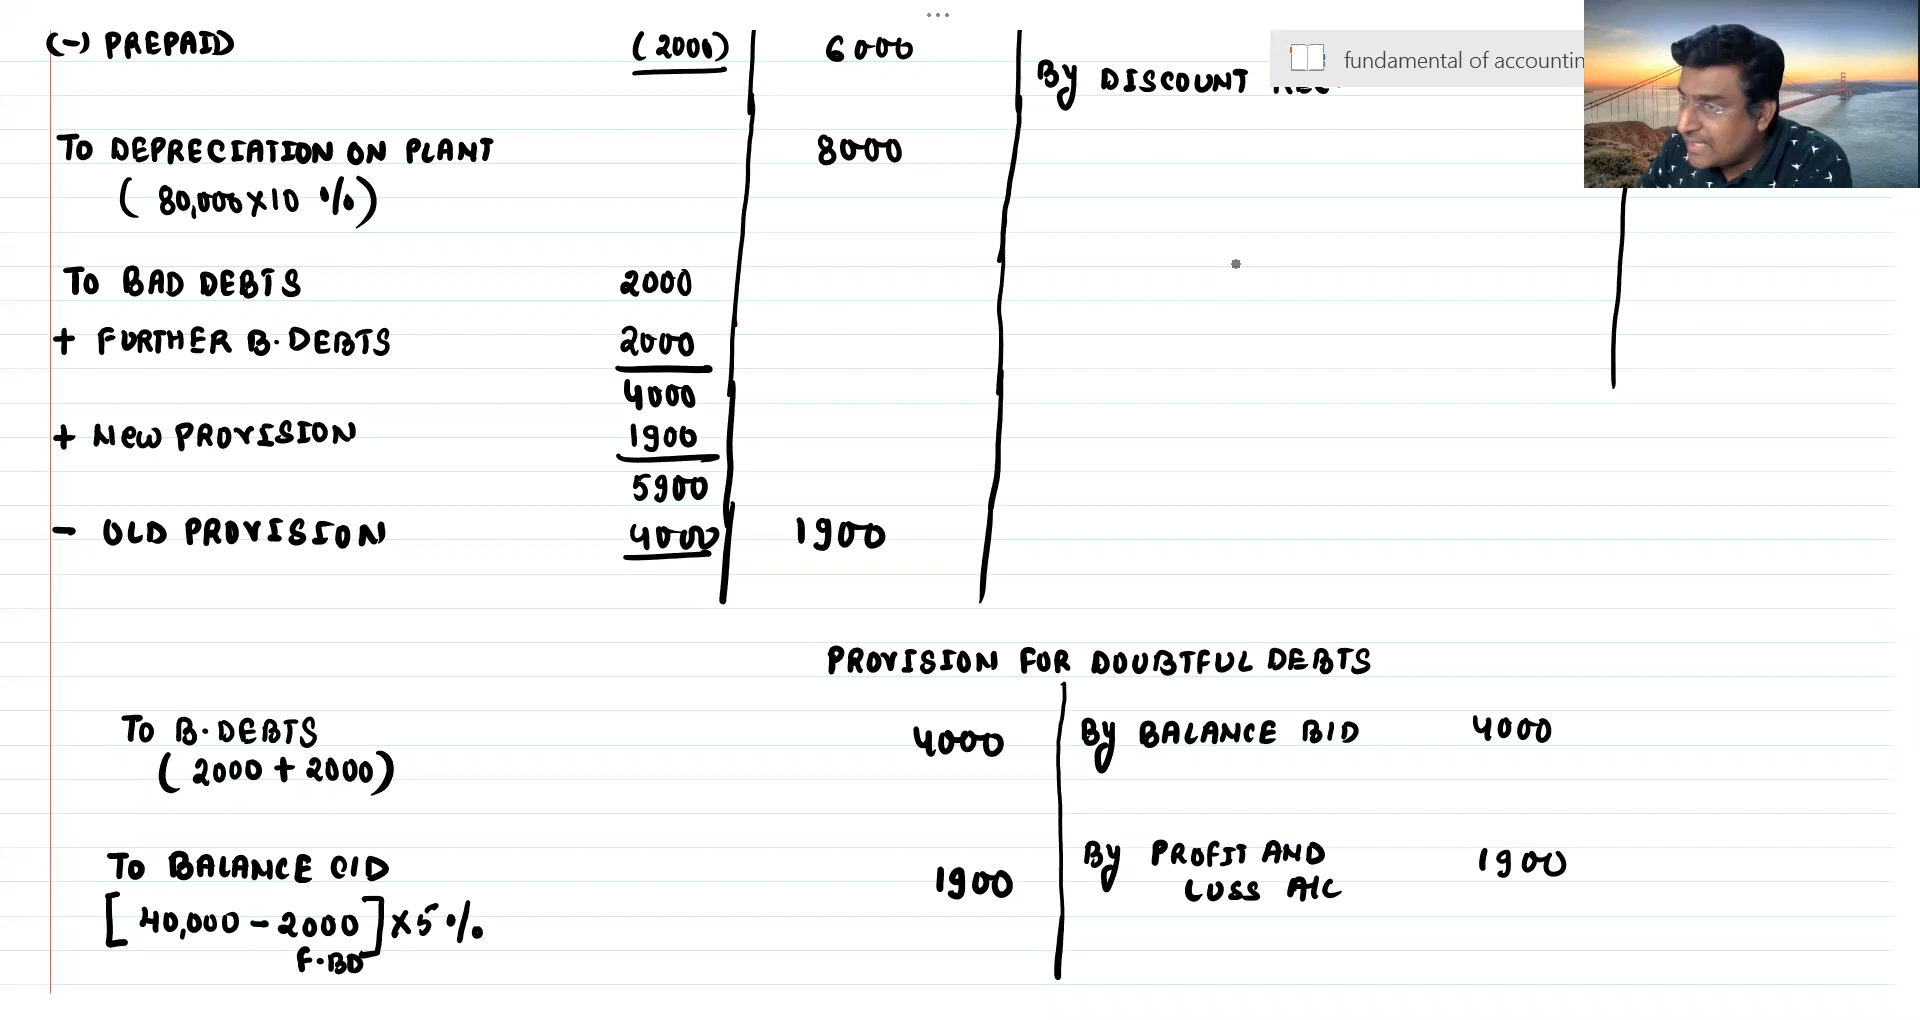 (-) PREPAID (2000) 6000
fundamental of accountin
By DISCOUNT
TO DEPRECIATION ON PLANT 8000
( 80,000 X 10 %)
TO BAD DEBTS 2000
+ FURTHER B. DEBTS 2000
4000
+ New PROVISION 1900
5900
- OLD PROVISION 4000 1900
PROVISION FOR DOUBTFUL DEBTS
TO B. DEBTS 4000 By BALANCE B/D 4000
( 2000 + 2000)
TO BALANCE C/D 1900 By PROFIT AND 1900
LOSS A/C
[ 40,000 - 2000 ] X 5 %
F.BD